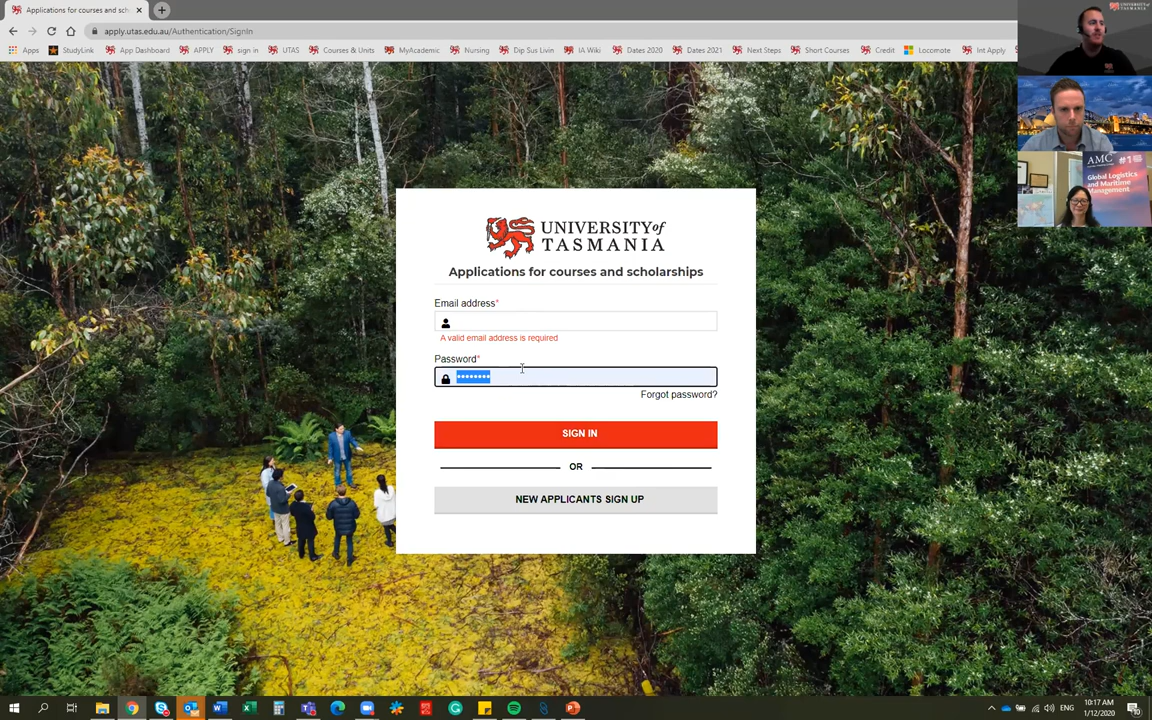 Applications for courses and sch
apply.utas.edu.au/Authentication/SignIn
Apps StudyLink App Dashboard APPLY sign in UTAS Courses & Units MyAcademic Nursing Dip Sus Livin IA Wiki Dates 2020 Dates 2021 Next Steps Short Courses Credit Locomote Int Apply
UNIVERSITY of TASMANIA
AMC #1
Global Logistics
and Maritime
Management
UNIVERSITY of
TASMANIA
Applications for courses and scholarships
Email address*
A valid email address is required
Password*
Forgot password?
SIGN IN
OR
NEW APPLICANTS SIGN UP
ENG
10:17 AM
1/12/2020